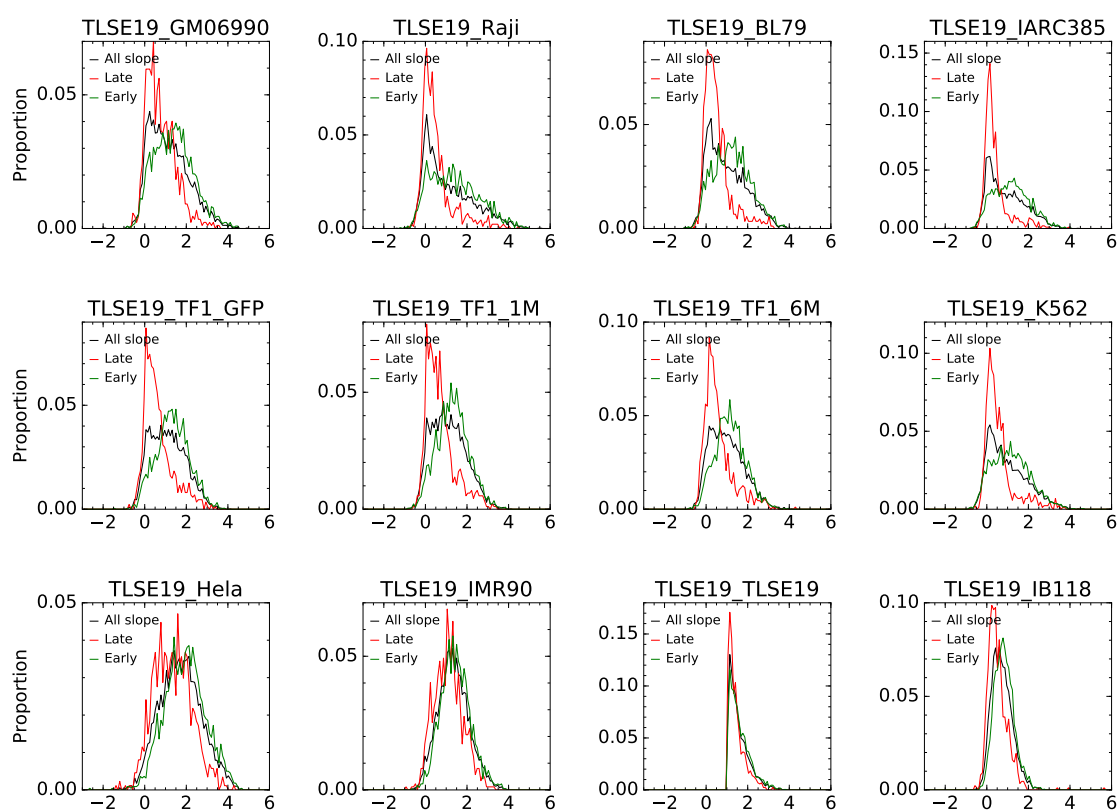 TLSE19_GM06990 TLSE19_Raji TLSE19_BL79 TLSE19_IARC385
Proportion
0.05
0.00
All slope
Late
Early
−2 0 2 4 6
0.10
0.05
0.00
All slope
Late
Early
−2 0 2 4 6
0.05
0.00
All slope
Late
Early
−2 0 2 4 6
0.15
0.10
0.05
0.00
All slope
Late
Early
−2 0 2 4 6
TLSE19_TF1_GFP TLSE19_TF1_1M TLSE19_TF1_6M TLSE19_K562
Proportion
0.05
0.00
All slope
Late
Early
−2 0 2 4 6
0.05
0.00
All slope
Late
Early
−2 0 2 4 6
0.10
0.05
0.00
All slope
Late
Early
−2 0 2 4 6
0.10
0.05
0.00
All slope
Late
Early
−2 0 2 4 6
TLSE19_Hela TLSE19_IMR90 TLSE19_TLSE19 TLSE19_IB118
Proportion
0.05
0.00
All slope
Late
Early
−2 0 2 4 6
0.05
0.00
All slope
Late
Early
−2 0 2 4 6
0.15
0.10
0.05
0.00
All slope
Late
Early
−2 0 2 4 6
0.10
0.05
0.00
All slope
Late
Early
−2 0 2 4 6